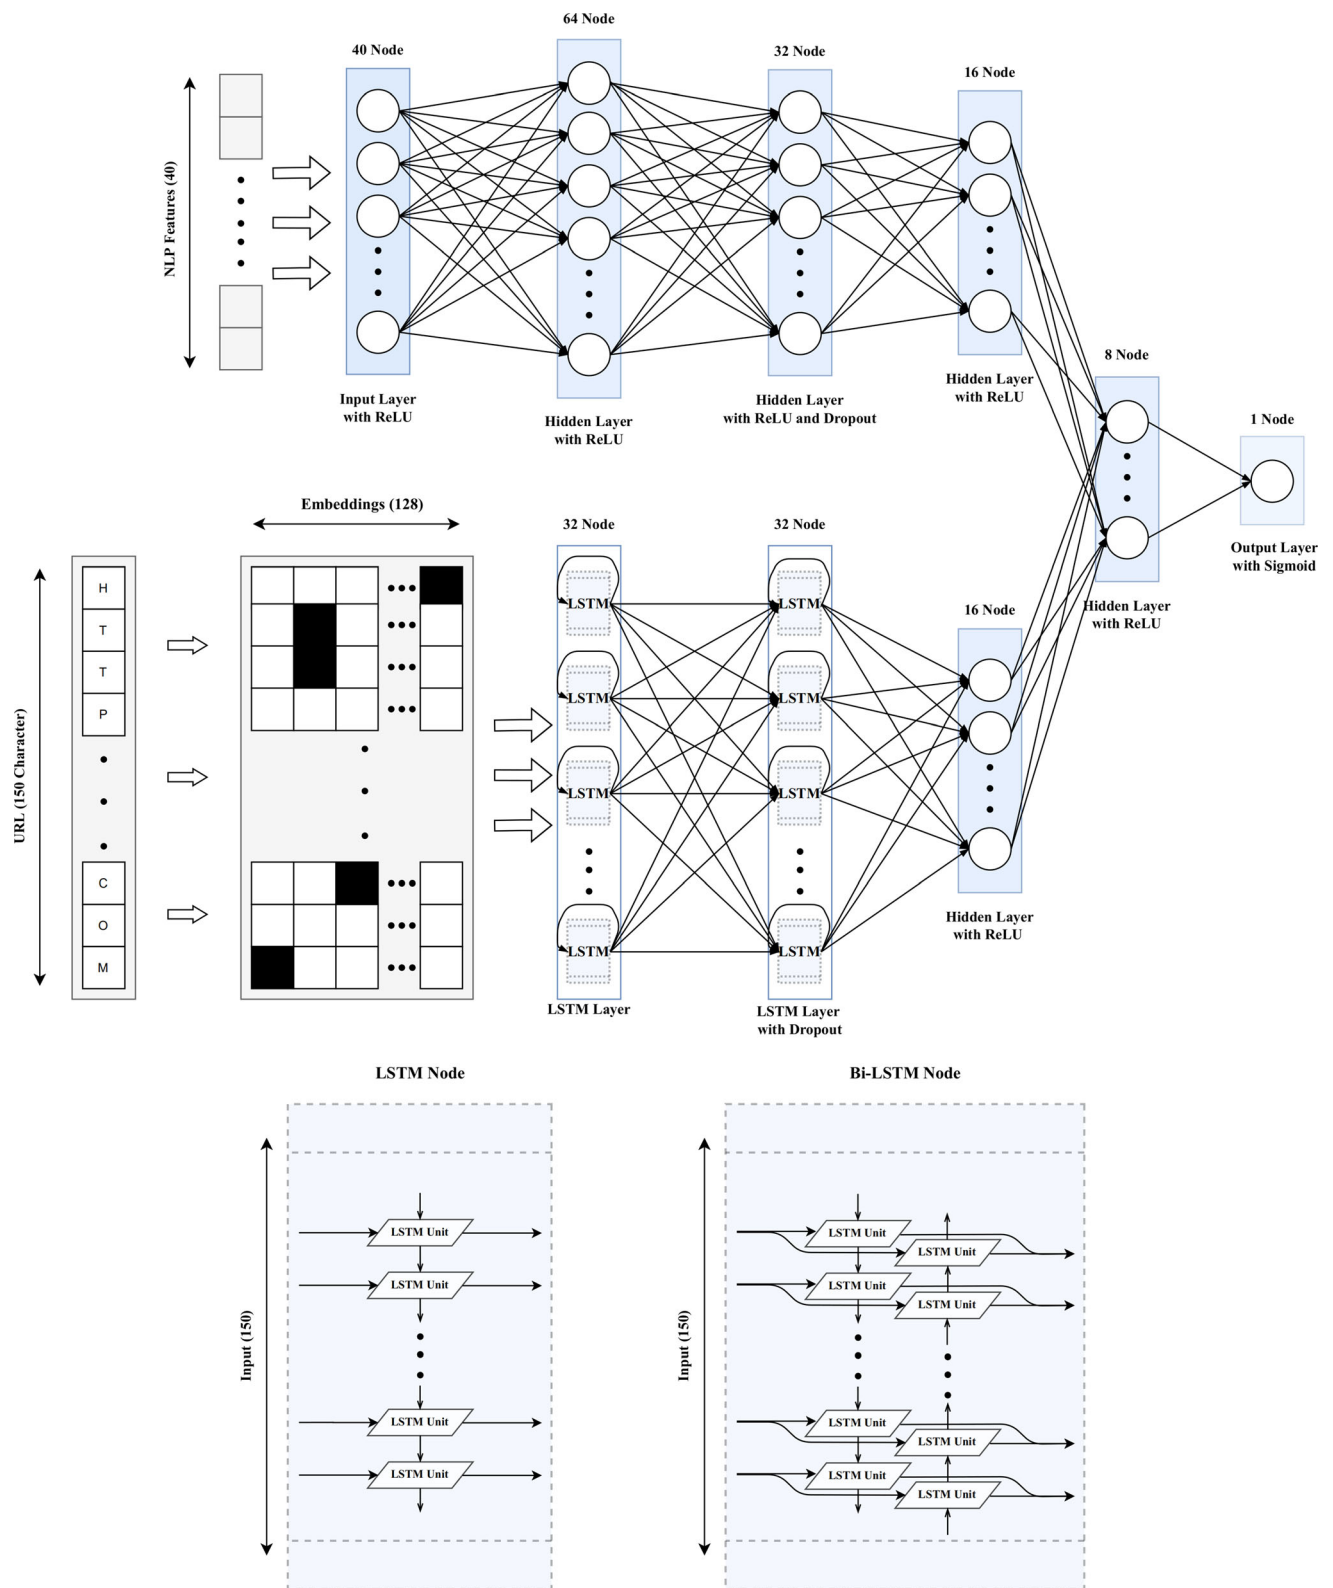 64 Node
40 Node
32 Node
16 Node
NLP Features (40)
Input Layer
with ReLU
Hidden Layer
with ReLU
Hidden Layer
with ReLU and Dropout
Hidden Layer
with ReLU
8 Node
1 Node
Output Layer
with Sigmoid
Hidden Layer
with ReLU
Embeddings (128)
32 Node
32 Node
16 Node
URL (150 Character)
H
T
T
P
C
O
M
LSTM
LSTM
LSTM
LSTM
LSTM
LSTM
LSTM
LSTM
Hidden Layer
with ReLU
LSTM Layer
LSTM Layer
with Dropout
LSTM Node
Bi-LSTM Node
Input (150)
LSTM Unit
LSTM Unit
LSTM Unit
LSTM Unit
Input (150)
LSTM Unit
LSTM Unit
LSTM Unit
LSTM Unit
LSTM Unit
LSTM Unit
LSTM Unit
LSTM Unit